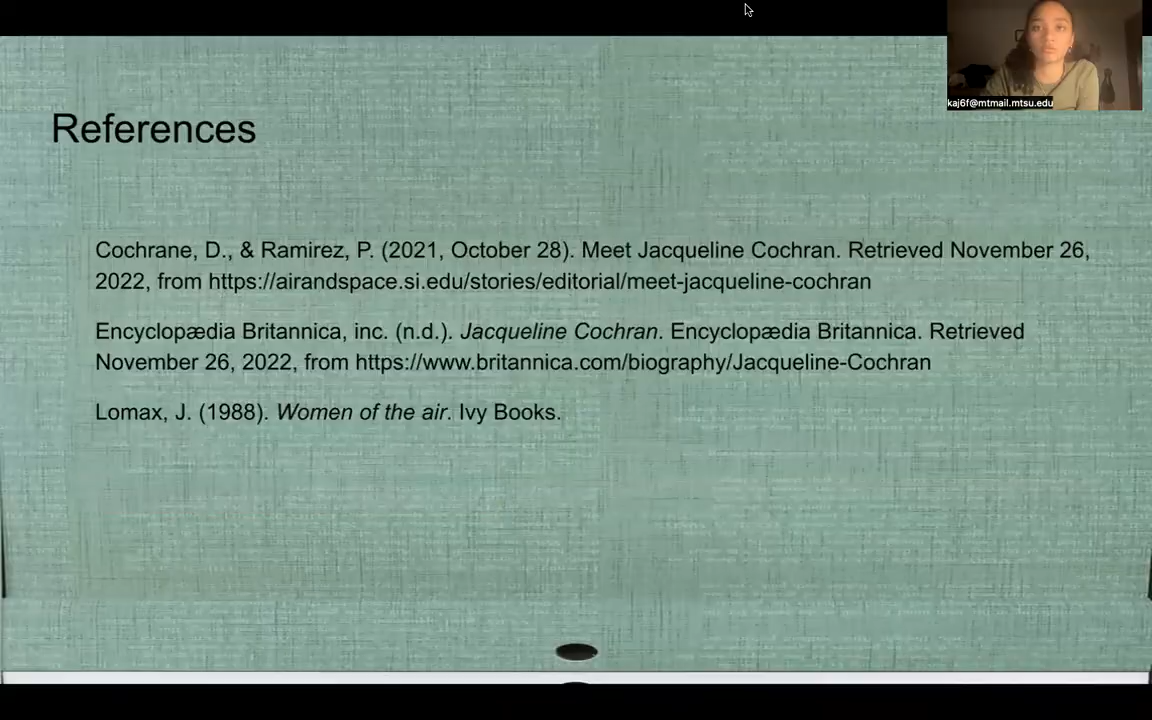 kaj6f@mtmail.mtsu.edu
References
Cochrane, D., & Ramirez, P. (2021, October 28). Meet Jacqueline Cochran. Retrieved November 26,
2022, from https://airandspace.si.edu/stories/editorial/meet-jacqueline-cochran
Encyclopædia Britannica, inc. (n.d.). Jacqueline Cochran. Encyclopædia Britannica. Retrieved
November 26, 2022, from https://www.britannica.com/biography/Jacqueline-Cochran
Lomax, J. (1988). Women of the air. Ivy Books.